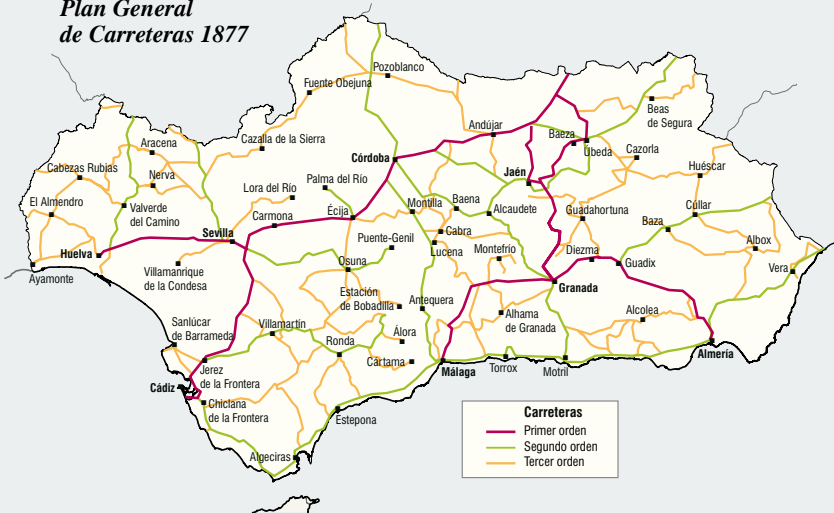 Plan General
de Carreteras 1877
Pozoblanco
Fuente Obejuna
Beas
de Segura
Andújar
Aracena
Cazalla de la Sierra
Baeza
Úbeda
Cazorla
Córdoba
Cabezas Rubias
Nerva
Jaén
Huéscar
Lora del Río
Palma del Río
El Almendro
Valverde
del Camino
Montilla
Baena
Alcaudete
Guadahortuna
Cúllar
Carmona
Écija
Baza
Sevilla
Cabra
Puente-Genil
Lucena
Montefrío
Diezma
Albox
Huelva
Osuna
Guadix
Vera
Ayamonte
Villamanrique
de la Condesa
Granada
Estación
de Bobadilla
Antequera
Alhama
de Granada
Alcolea
Sanlúcar
de Barrameda
Villamartín
Álora
Ronda
Almería
Cártama
Málaga
Torrox
Motril
Jerez
de la Frontera
Cádiz
Chiclana
de la Frontera
Estepona
Algeciras
Carreteras
Primer orden
Segundo orden
Tercer orden